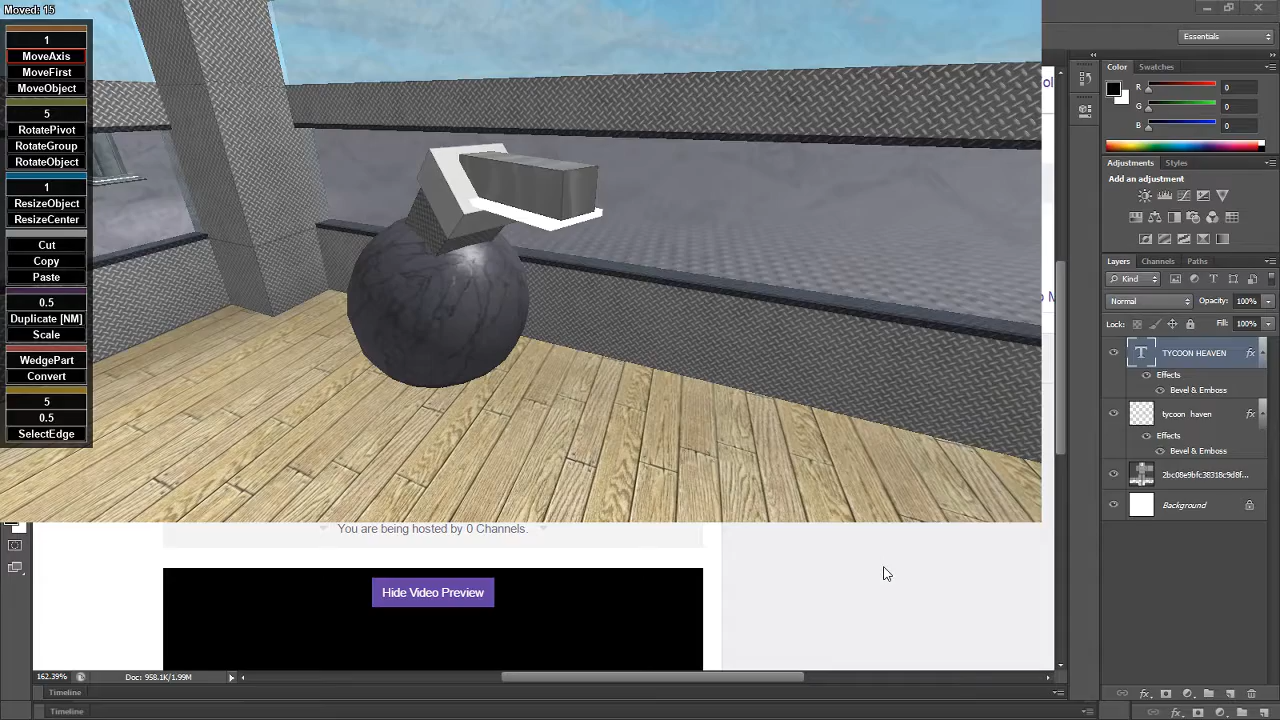 Moved: 15
1
MoveAxis
MoveFirst
MoveObject
5
RotatePivot
RotateGroup
RotateObject
1
ResizeObject
ResizeCenter
Cut
Copy
Paste
0.5
Duplicate [NM]
Scale
WedgePart
Convert
5
0.5
SelectEdge
You are being hosted by 0 Channels.
Hide Video Preview
162.39%
Doc: 958.1K/1.99M
Timeline
Timeline
Essentials
Color
Swatches
R
0
G
0
B
0
Adjustments
Styles
Add an adjustment
Layers
Channels
Paths
Kind
Normal
Opacity: 100%
Lock:
Fill: 100%
T
TYCOON HEAVEN
fx
Effects
Bevel & Emboss
tycoon haven
fx
Effects
Bevel & Emboss
2bc08e9bfc38318c9d8f...
Background